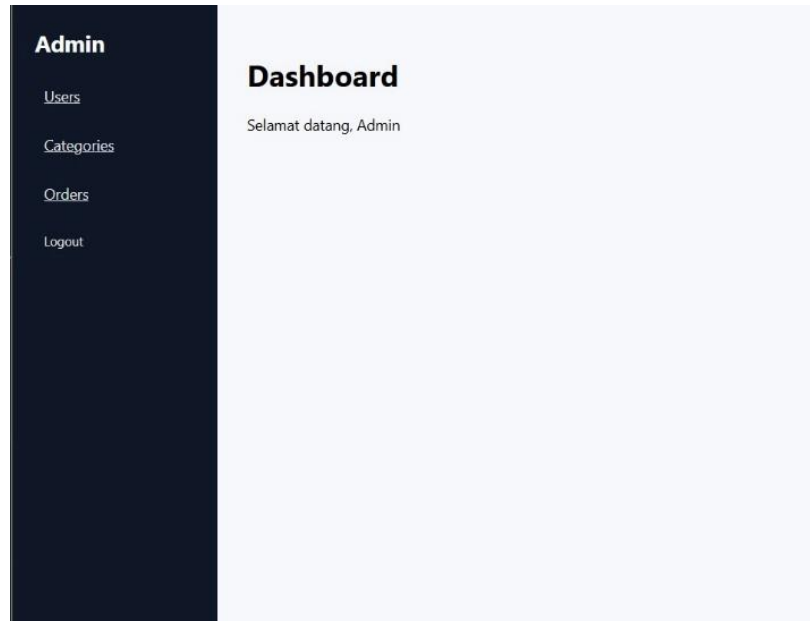 Admin
Users
Categories
Orders
Logout
Dashboard
Selamat datang, Admin